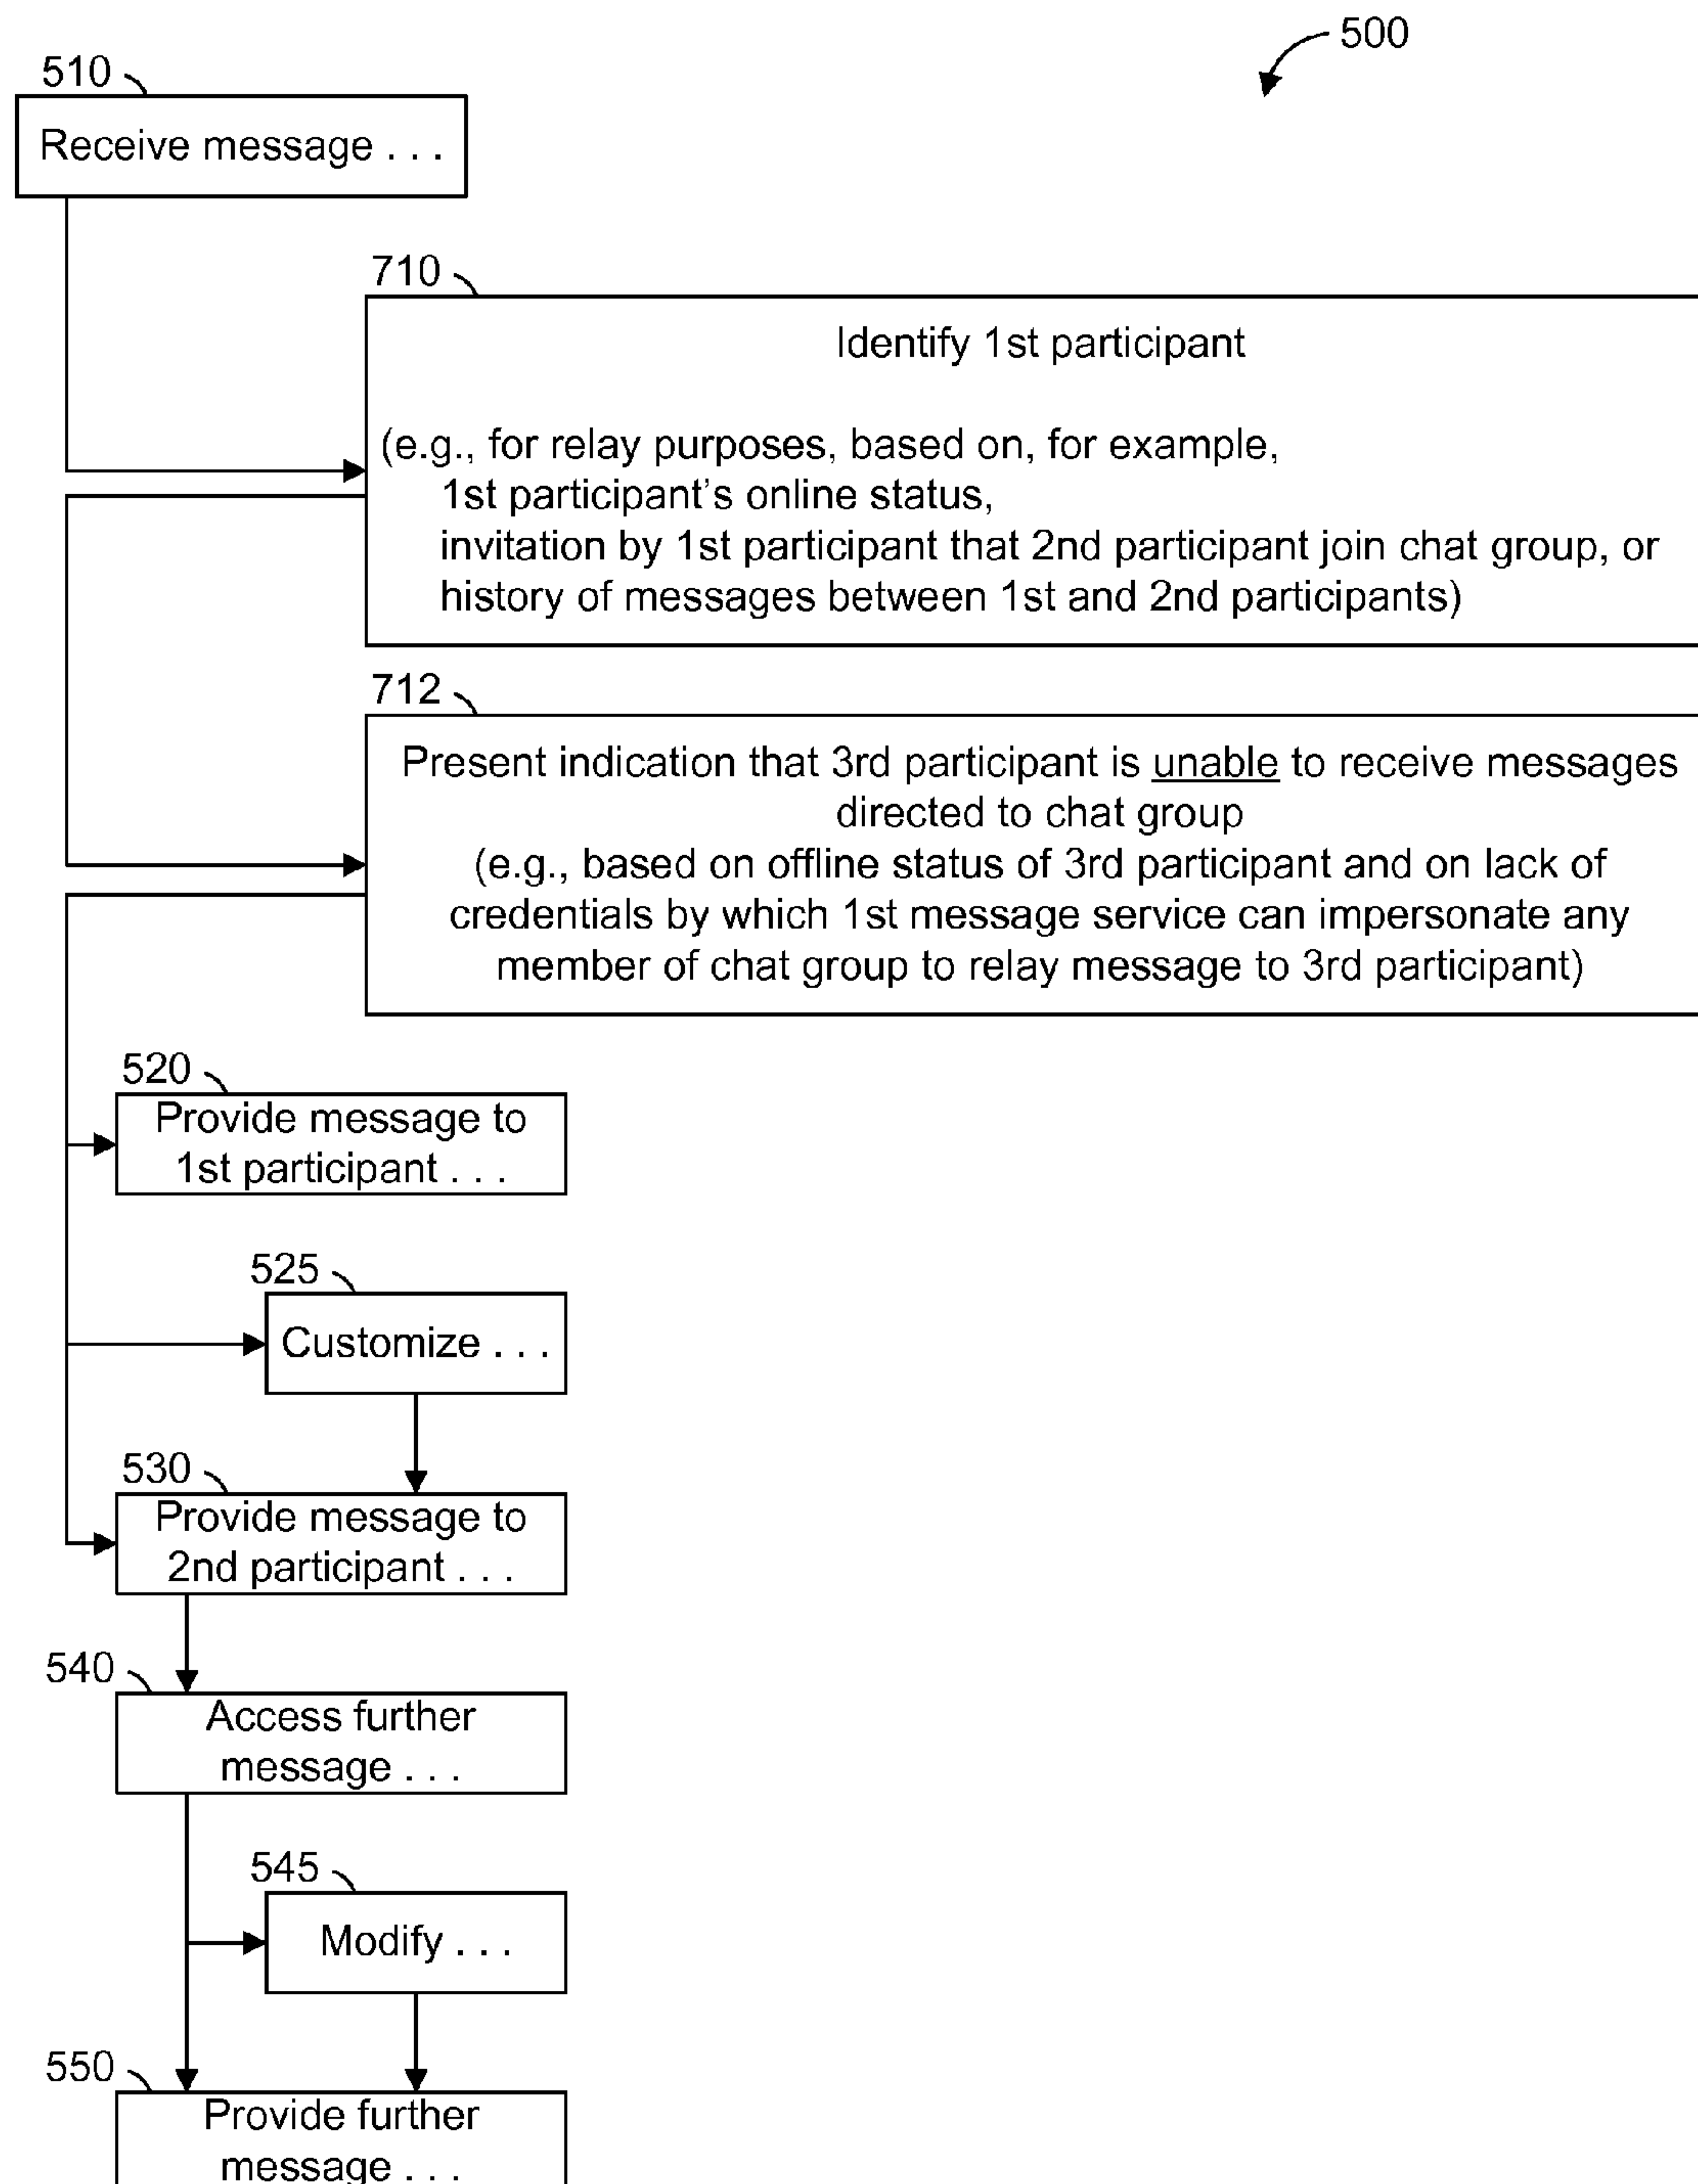 500
510
Receive message . . .
710
Identify 1st participant
(e.g., for relay purposes, based on, for example,
1st participant's online status,
invitation by 1st participant that 2nd participant join chat group, or
history of messages between 1st and 2nd participants)
712
Present indication that 3rd participant is unable to receive messages
directed to chat group
(e.g., based on offline status of 3rd participant and on lack of
credentials by which 1st message service can impersonate any
member of chat group to relay message to 3rd participant)
520
Provide message to
1st participant . . .
525
Customize . . .
530
Provide message to
2nd participant . . .
540
Access further
message . . .
545
Modify . . .
550
Provide further
message . . .